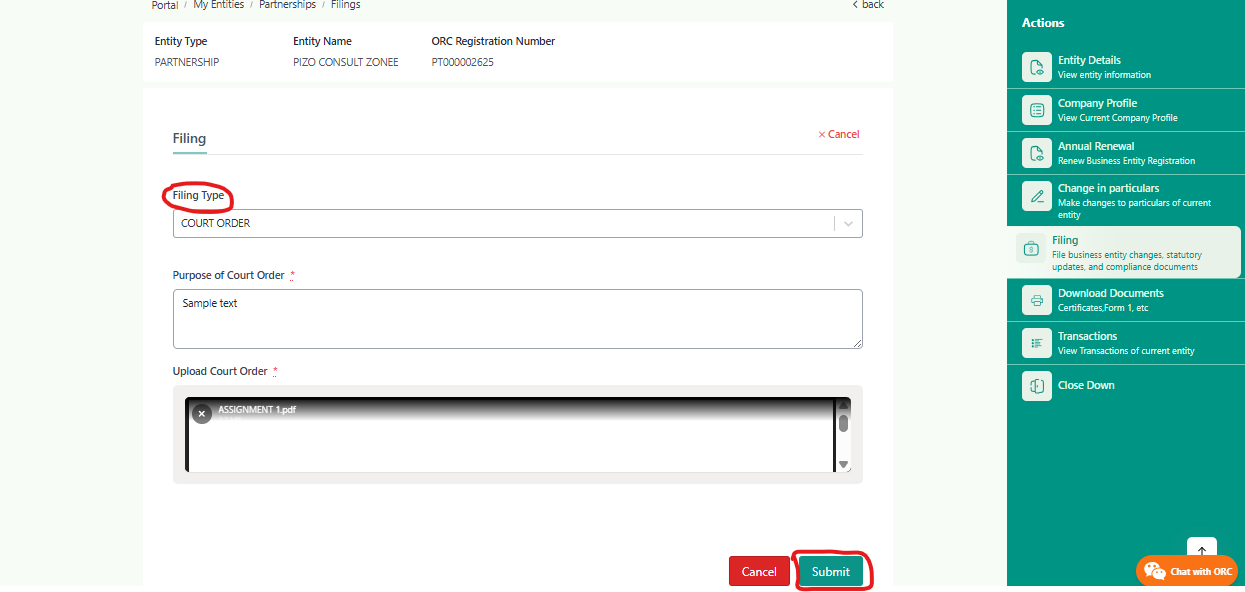 Portal / My Entities / Partnerships / Filings
back
Entity Type
Entity Name
ORC Registration Number
PARTNERSHIP
PIZO CONSULT ZONEE
PT000002625
Filing
× Cancel
Filing Type
COURT ORDER
Purpose of Court Order *
Sample text
Upload Court Order *
ASSIGNMENT 1.pdf
Cancel
Submit
Actions
Entity Details
View entity information
Company Profile
View Current Company Profile
Annual Renewal
Renew Business Entity Registration
Change in particulars
Make changes to particulars of current
entity
Filing
File business entity changes, statutory
updates, and compliance documents
Download Documents
Certificates,Form 1, etc
Transactions
View Transactions of current entity
Close Down
Chat with ORC